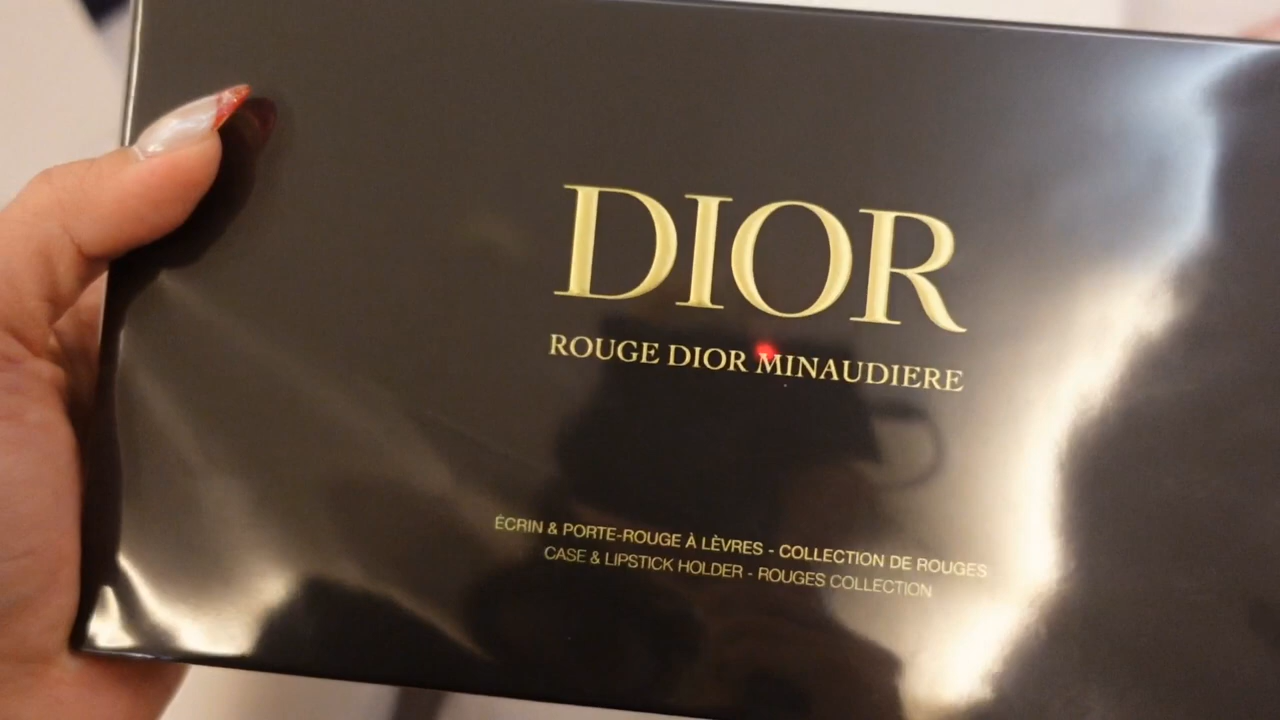 DIOR
ROUGE DIOR MINAUDIERE
ÉCRIN & PORTE-ROUGE À LÈVRES - COLLECTION DE ROUGES
CASE & LIPSTICK HOLDER - ROUGES COLLECTION